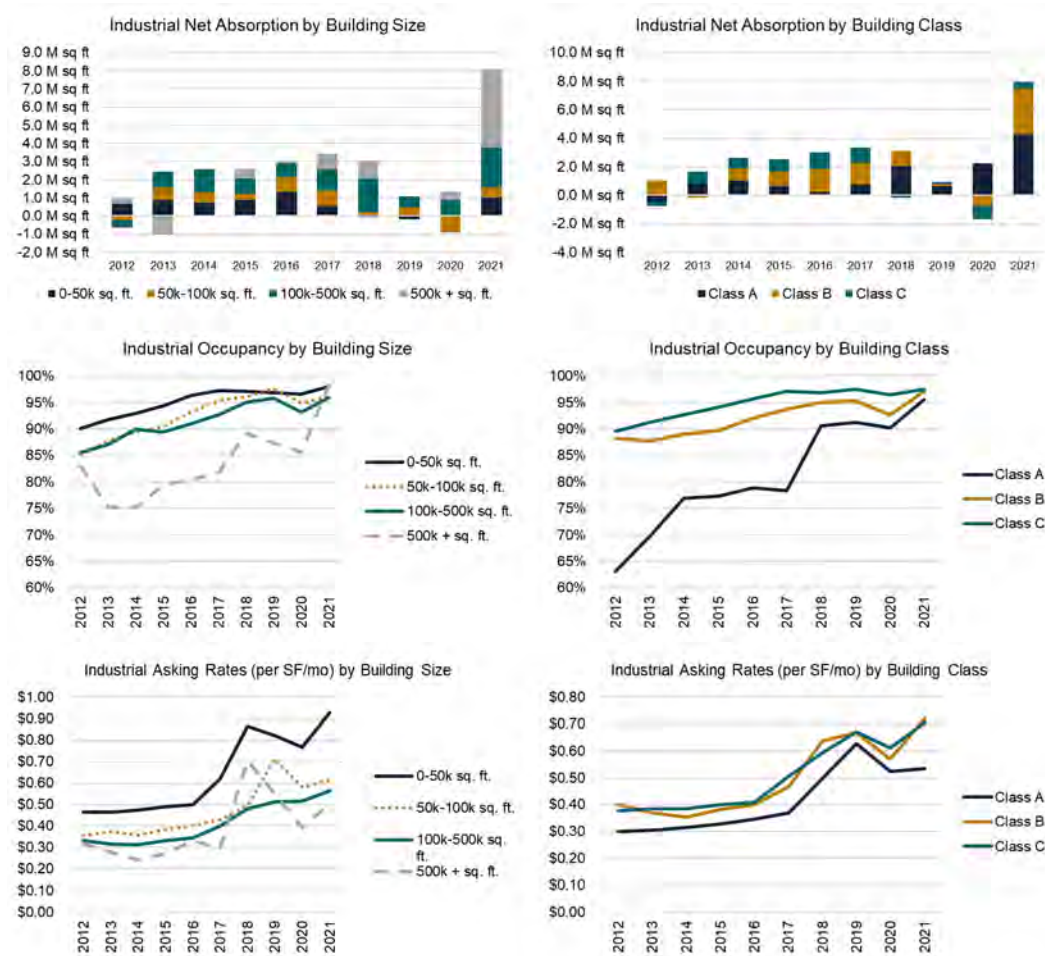 Industrial Net Absorption by Building Size
9.0 M sq ft
8.0 M sq ft
7.0 M sq ft
6.0 M sq ft
5.0 M sq ft
4.0 M sq ft
3.0 M sq ft
2.0 M sq ft
1.0 M sq ft
0.0 M sq ft
-1.0 M sq ft
-2.0 M sq ft
2012 2013 2014 2015 2016 2017 2018 2019 2020 2021
0-50k sq. ft. 50k-100k sq. ft. 100k-500k sq. ft. 500k + sq. ft.
Industrial Net Absorption by Building Class
10.0 M sq ft
8.0 M sq ft
6.0 M sq ft
4.0 M sq ft
2.0 M sq ft
0.0 M sq ft
-2.0 M sq ft
-4.0 M sq ft
2012 2013 2014 2015 2016 2017 2018 2019 2020 2021
Class A Class B Class C
Industrial Occupancy by Building Size
100%
95%
90%
85%
80%
75%
70%
65%
60%
2012 2013 2014 2015 2016 2017 2018 2019 2020 2021
0-50k sq. ft.
50k-100k sq. ft.
100k-500k sq. ft.
500k + sq. ft.
Industrial Occupancy by Building Class
100%
95%
90%
85%
80%
75%
70%
65%
60%
2012 2013 2014 2015 2016 2017 2018 2019 2020 2021
Class A
Class B
Class C
Industrial Asking Rates (per SF/mo) by Building Size
$1.00
$0.90
$0.80
$0.70
$0.60
$0.50
$0.40
$0.30
$0.20
$0.10
$0.00
2012 2013 2014 2015 2016 2017 2018 2019 2020 2021
0-50k sq. ft.
50k-100k sq. ft.
100k-500k sq.
ft.
500k + sq. ft.
Industrial Asking Rates (per SF/mo) by Building Class
$0.80
$0.70
$0.60
$0.50
$0.40
$0.30
$0.20
$0.10
$0.00
2012 2013 2014 2015 2016 2017 2018 2019 2020 2021
Class A
Class B
Class C